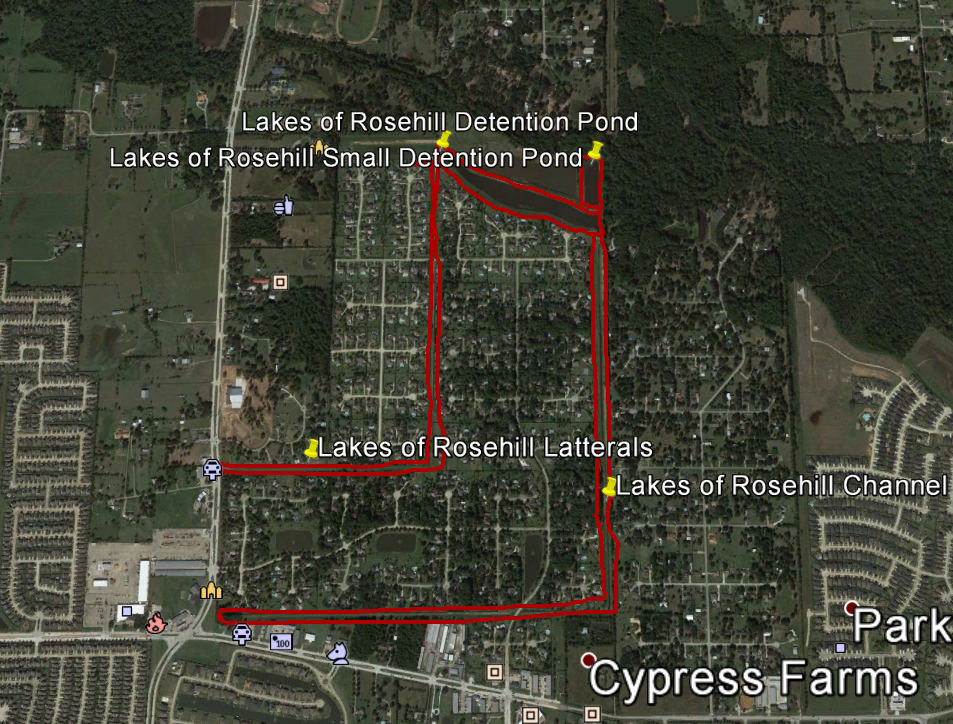 Lakes of Rosehill Detention Pond
Lakes of Rosehill Small Detention Pond
Lakes of Rosehill Latterals
Lakes of Rosehill Channel
100
Park
Cypress Farms